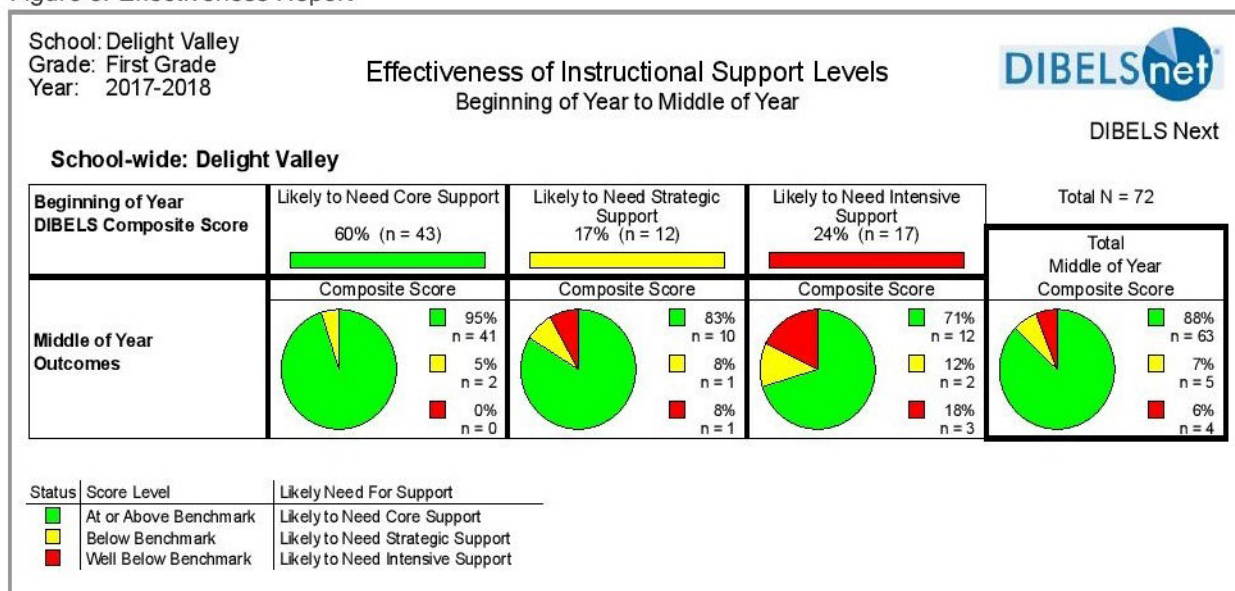 School: Delight Valley
Grade: First Grade
Year: 2017-2018
Effectiveness of Instructional Support Levels
Beginning of Year to Middle of Year
DIBELSnet
DIBELS Next
School-wide: Delight Valley
Beginning of Year
DIBELS Composite Score
Likely to Need Core Support
60% (n = 43)
Likely to Need Strategic
Support
17% (n = 12)
Likely to Need Intensive
Support
24% (n = 17)
Total N = 72
Total
Middle of Year
Composite Score
Middle of Year
Outcomes
Composite Score
95%
n = 41
5%
n = 2
0%
n = 0
Composite Score
83%
n = 10
8%
n = 1
8%
n = 1
Composite Score
71%
n = 12
12%
n = 2
18%
n = 3
88%
n = 63
7%
n = 5
6%
n = 4
Status Score Level Likely Need For Support
At or Above Benchmark Likely to Need Core Support
Below Benchmark Likely to Need Strategic Support
Well Below Benchmark Likely to Need Intensive Support